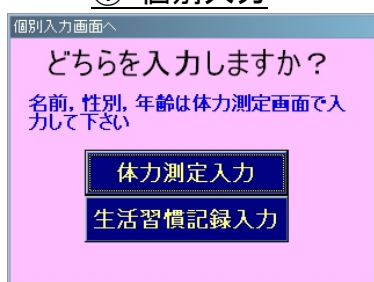 個別入力
個別入力画面へ
どちらを入力しますか？
名前，性別，年齢は体力測定画面で入
力して下さい
体力測定入力
生活習慣記録入力